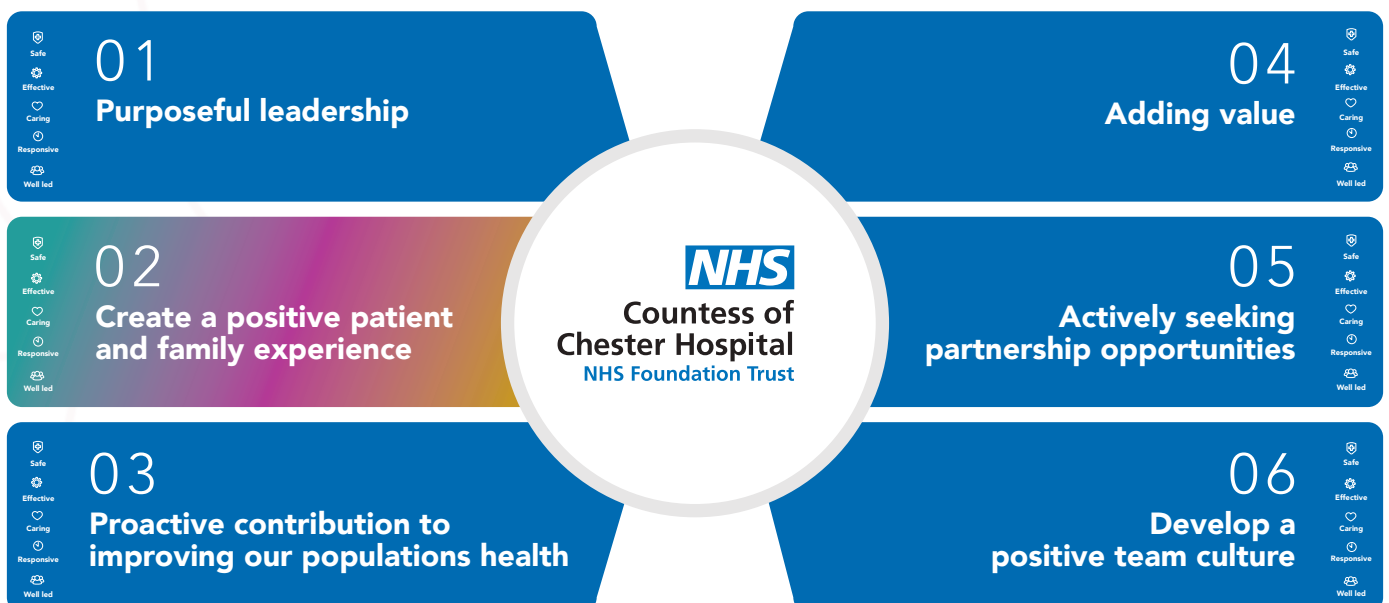 Safe
Effective
Caring
Responsive
Well led
01
Purposeful leadership
Safe
Effective
Caring
Responsive
Well led
02
Create a positive patient
and family experience
Safe
Effective
Caring
Responsive
Well led
03
Proactive contribution to
improving our populations health
NHS
Countess of
Chester Hospital
NHS Foundation Trust
04
Adding value
Safe
Effective
Caring
Responsive
Well led
05
Actively seeking
partnership opportunities
Safe
Effective
Caring
Responsive
Well led
06
Develop a
positive team culture
Safe
Effective
Caring
Responsive
Well led